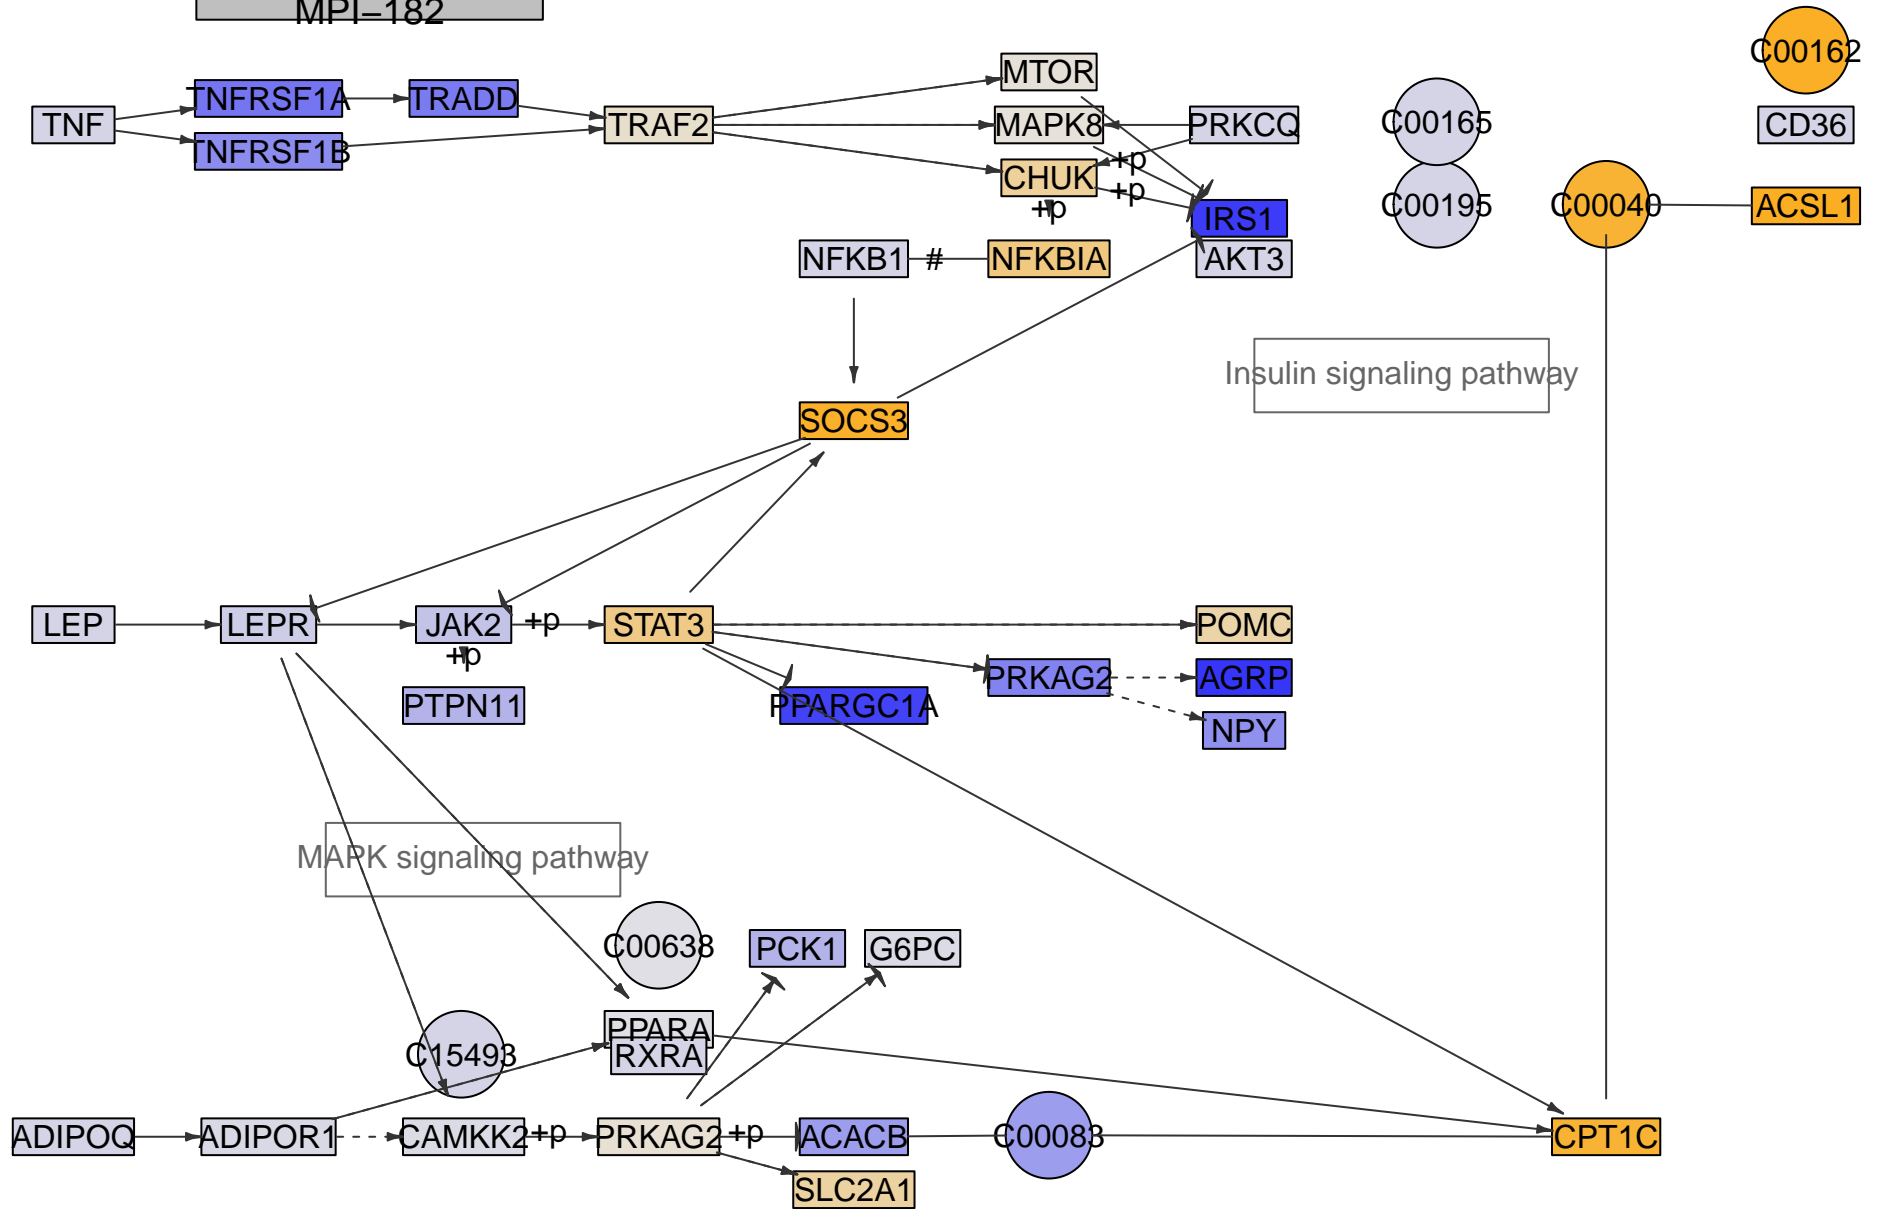 MPI–182
C00162
MTOR
TNFRSF1A
TRADD
TNF
TRAF2
MAPK8
PRKCQ
C00165
CD36
TNFRSF1B
+p
CHUK
+p
+p
C00195
C00040
ACSL1
IRS1
NFKB1
#
NFKBIA
AKT3
Insulin signaling pathway
SOCS3
LEP
LEPR
JAK2
+p
STAT3
POMC
+p
PRKAG2
AGRP
PTPN11
PPARGC1A
NPY
MAPK signaling pathway
C00638
PCK1
G6PC
PPARA
C15493
RXRA
ADIPOQ
ADIPOR1
CAMKK2
+p
PRKAG2
+p
ACACB
C00083
CPT1C
SLC2A1